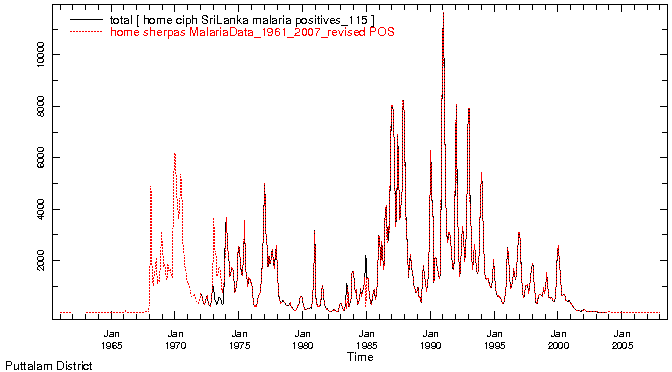 total [ home ciph SriLanka malaria positives_115 ]
home sherpas MalariaData_1961_2007_revised POS
10000
8000
6000
4000
2000
Jan Jan Jan Jan Jan Jan Jan Jan Jan
1965 1970 1975 1980 1985 1990 1995 2000 2005
Time
Puttalam District